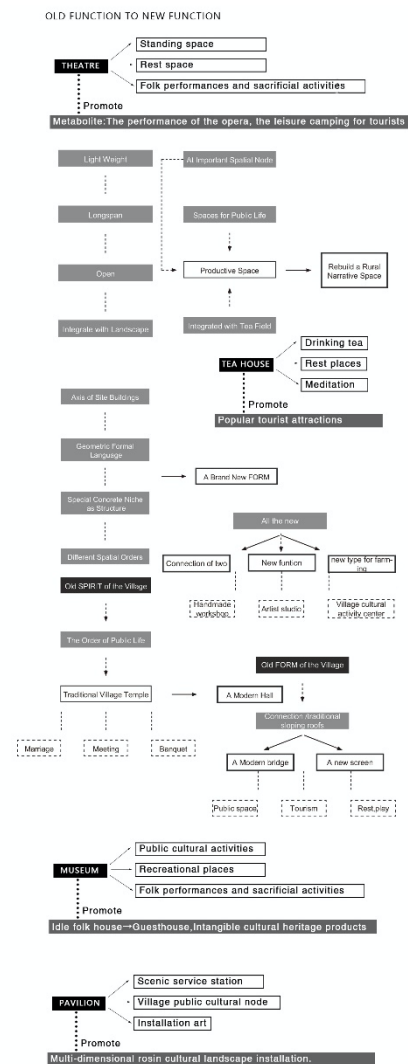 OLD FUNCTION TO NEW FUNCTION
Standing space
THEATRE
Rest space
Folk performances and sacrificial activities
Promote
Metabolite:The performance of the opera, the leisure camping for tourists
Light Weight
At Important Spatial Node
Longspan
Spaces for Public Life
Open
Productive Space
Rebuild a Rural
Narrative Space
Integrate with Landscape
Integrated with Tea Field
Drinking tea
TEA HOUSE
Rest places
Meditation
Promote
Popular tourist attractions
Axis of Site Buildings
Geometric Formal
Language
A Brand New FORM
Special Concrete Niche
as Structure
All the new
Different Spatial Orders
Connection of two
New funtion
new type for farm-
ing
Old SPIRIT of the Village
Handmade
workshop
Artist studio
Village cultural
activity center
The Order of Public Life
Old FORM of the Village
Traditional Village Temple
A Modern Hall
Connection /traditional
sloping roofs
Marriage
Meeting
Banquet
A Modern bridge
A new screen
Public space
Tourism
Rest,play
Public cultural activities
MUSEUM
Recreational places
Folk performances and sacrificial activities
Promote
Idle folk house→Guesthouse,Intangible cultural heritage products
Scenic service station
PAVILION
Village public cultural node
Installation art
Promote
Multi-dimensional rosin cultural landscape installation.